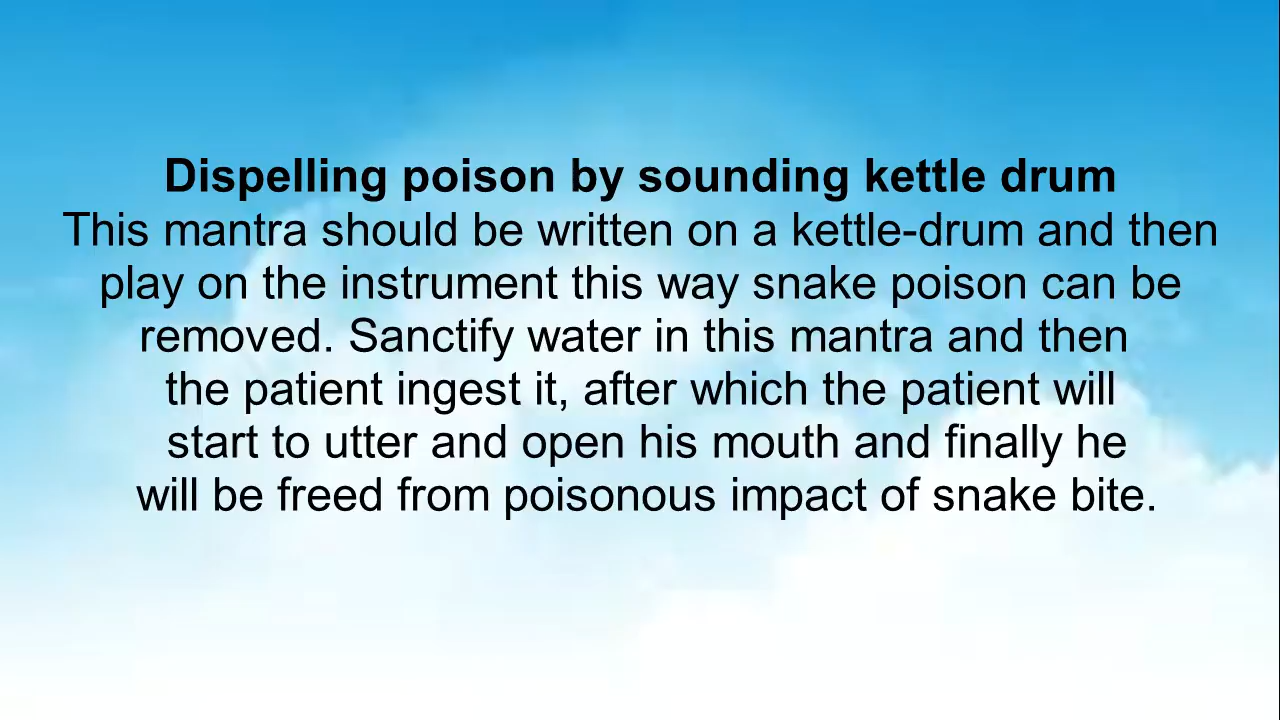 Dispelling poison by sounding kettle drum
This mantra should be written on a kettle-drum and then
play on the instrument this way snake poison can be
removed. Sanctify water in this mantra and then
the patient ingest it, after which the patient will
start to utter and open his mouth and finally he
will be freed from poisonous impact of snake bite.